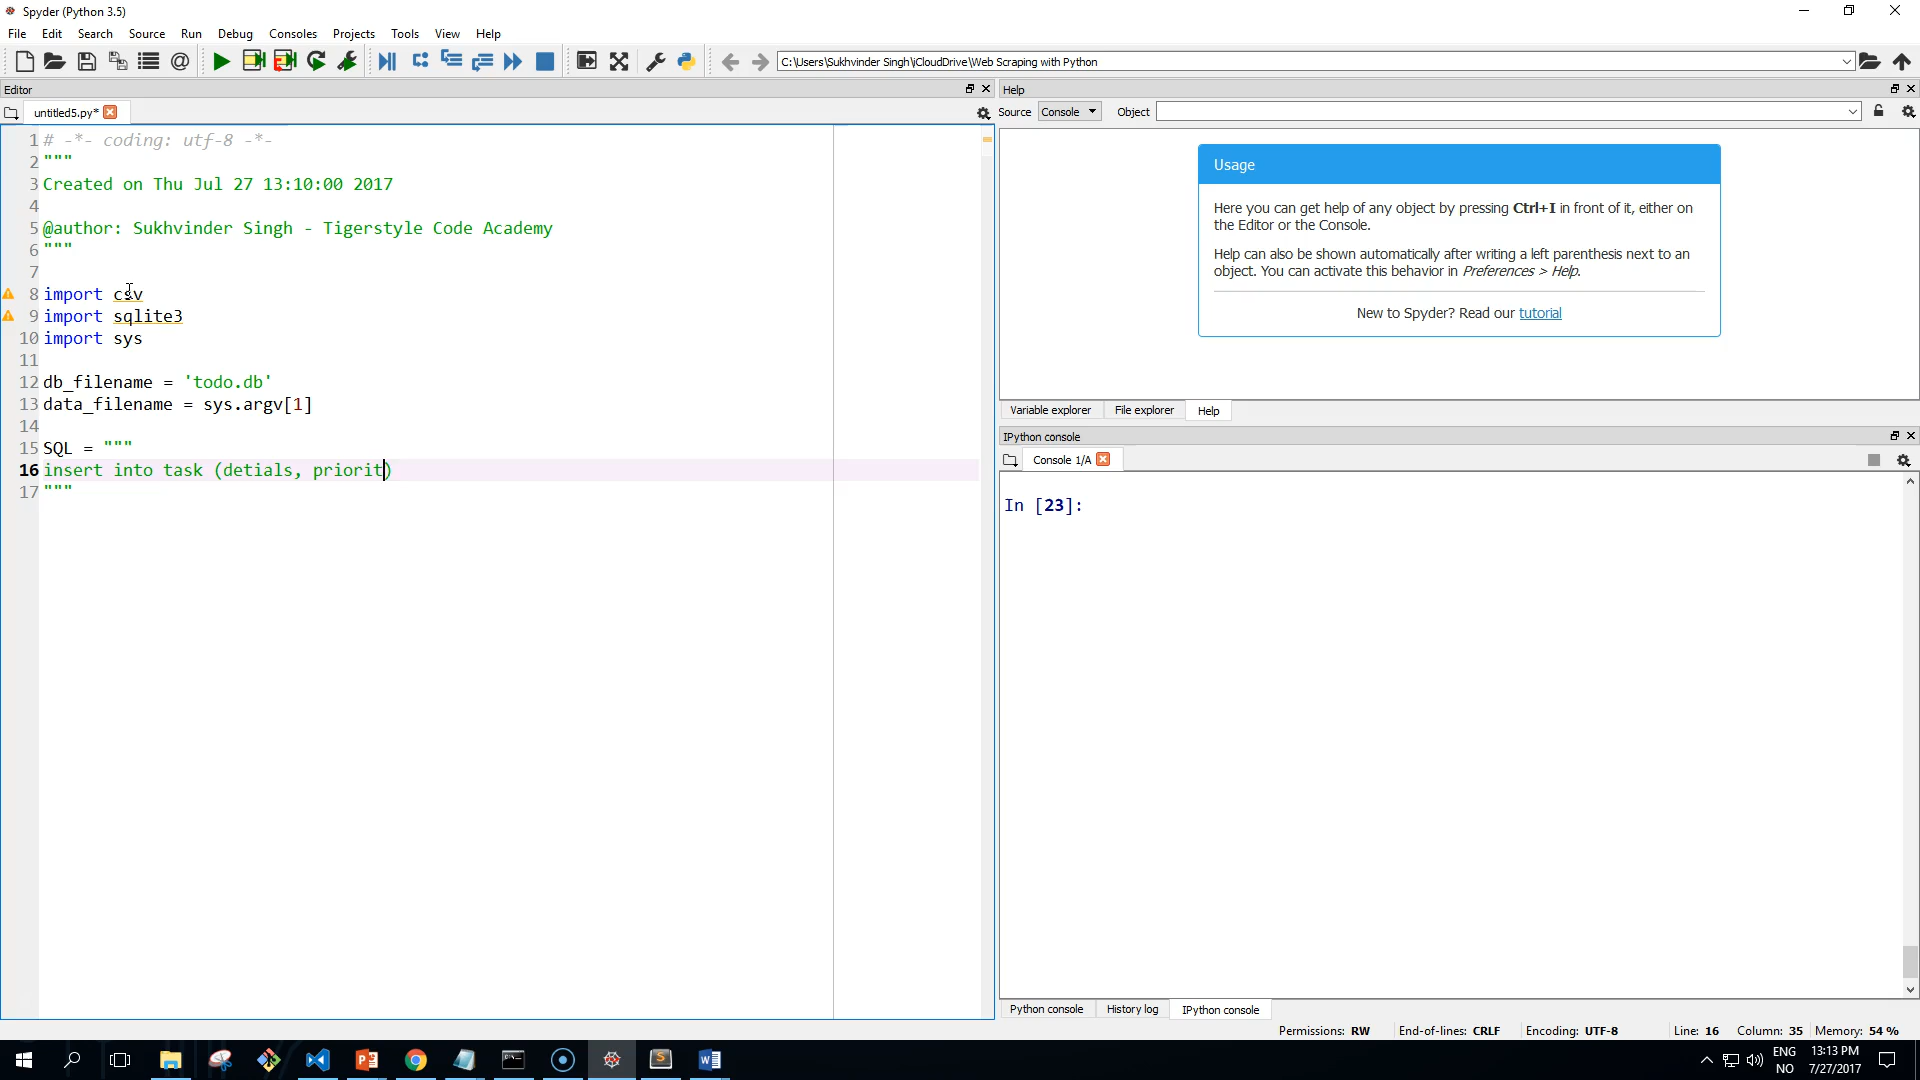 Spyder (Python 3.5)
File Edit Search Source Run Debug Consoles Projects Tools View Help
C:\Users\Sukhvinder Singh\iCloudDrive\Web Scraping with Python
Editor
untitled5.py*
1 # -*- coding: utf-8 -*-
2 """
3 Created on Thu Jul 27 13:10:00 2017
4
5 @author: Sukhvinder Singh - Tigerstyle Code Academy
6 """
7
8 import csv
9 import sqlite3
10 import sys
11
12 db_filename = 'todo.db'
13 data_filename = sys.argv[1]
14
15 SQL = """
16 insert into task (detials, priorit)
17 """
Help
Source Console Object
Usage
Here you can get help of any object by pressing Ctrl+I in front of it, either on
the Editor or the Console.
Help can also be shown automatically after writing a left parenthesis next to an
object. You can activate this behavior in Preferences > Help.
New to Spyder? Read our tutorial
Variable explorer File explorer Help
IPython console
Console 1/A
In [23]:
Python console History log IPython console
Permissions: RW End-of-lines: CRLF Encoding: UTF-8 Line: 16 Column: 35 Memory: 54 %
ENG 13:13 PM
NO 7/27/2017